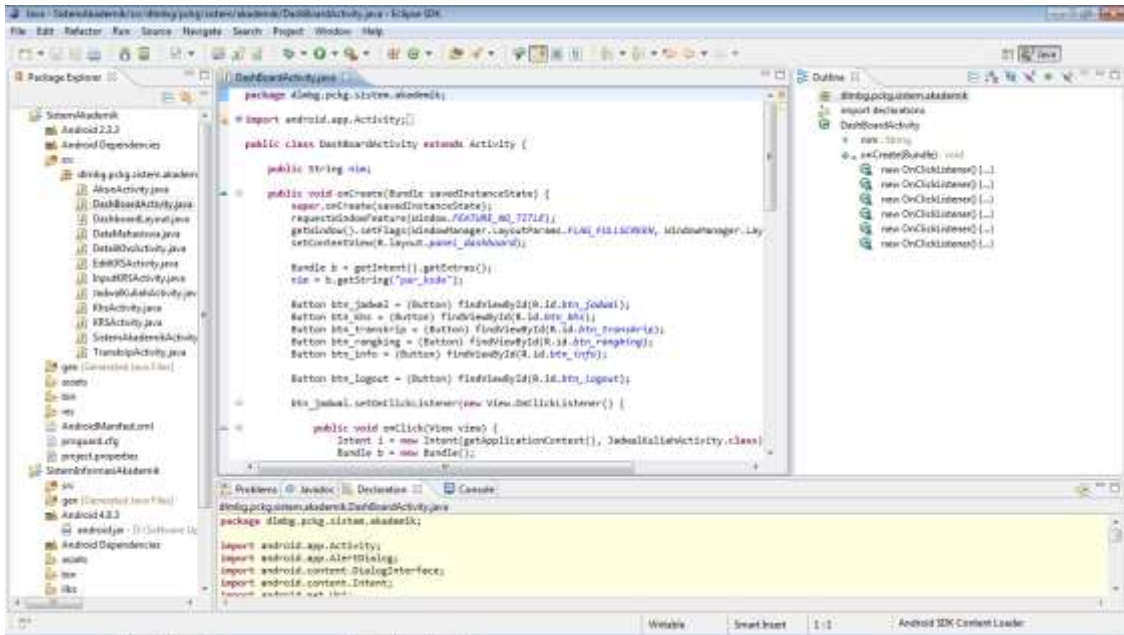 Java - SistemAkademik/src/dlmbg/pckg/sistem/akademik/DashBoardActivity.java - Eclipse SDK
File Edit Refactor Run Source Navigate Search Project Window Help
Java
Package Explorer
SistemAkademik
Android 2.3.3
Android Dependencies
src
dlmbg.pckg.sistem.akadem
AkunActivity.java
DashBoardActivity.java
DashboardLayout.java
DataMahasiswa.java
DetailKhsActivity.java
EditKRSActivity.java
InputKRSActivity.java
JadwalKuliahActivity.jav
KhsActivity.java
KRSActivity.java
SistemAkademikActivity
TranskripActivity.java
gen [Generated Java Files]
assets
bin
res
AndroidManifest.xml
proguard.cfg
project.properties
SistemInformasiAkademik
src
gen [Generated Java Files]
Android 4.0.3
android.jar - D:\Software
Android Dependencies
assets
bin
libs
DashBoardActivity.java
package dlmbg.pckg.sistem.akademik;
import android.app.Activity;
public class DashBoardActivity extends Activity {
public String nim;
public void onCreate(Bundle savedInstanceState) {
super.onCreate(savedInstanceState);
requestWindowFeature(Window.FEATURE_NO_TITLE);
getWindow().setFlags(WindowManager.LayoutParams.FLAG_FULLSCREEN, WindowManager.Lay
setContentView(R.layout.panel_dashboard);
Bundle b = getIntent().getExtras();
nim = b.getString("par_kode");
Button btn_jadwal = (Button) findViewById(R.id.btn_jadwal);
Button btn_khs = (Button) findViewById(R.id.btn_khs);
Button btn_transkrip = (Button) findViewById(R.id.btn_transkrip);
Button btn_rangking = (Button) findViewById(R.id.btn_rangking);
Button btn_info = (Button) findViewById(R.id.btn_info);
Button btn_logout = (Button) findViewById(R.id.btn_logout);
btn_jadwal.setOnClickListener(new View.OnClickListener() {
public void onClick(View view) {
Intent i = new Intent(getApplicationContext(), JadwalKuliahActivity.class)
Bundle b = new Bundle();
Outline
dlmbg.pckg.sistem.akademik
import declarations
DashBoardActivity
nim : String
onCreate(Bundle) : void
new OnClickListener() {...}
new OnClickListener() {...}
new OnClickListener() {...}
new OnClickListener() {...}
new OnClickListener() {...}
new OnClickListener() {...}
Problems Javadoc Declaration Console
dlmbg.pckg.sistem.akademik.DashBoardActivity.java
package dlmbg.pckg.sistem.akademik;
import android.app.Activity;
import android.app.AlertDialog;
import android.content.DialogInterface;
import android.content.Intent;
import android.net.Uri;
Writable Smart Insert 1 : 1 Android SDK Content Loader